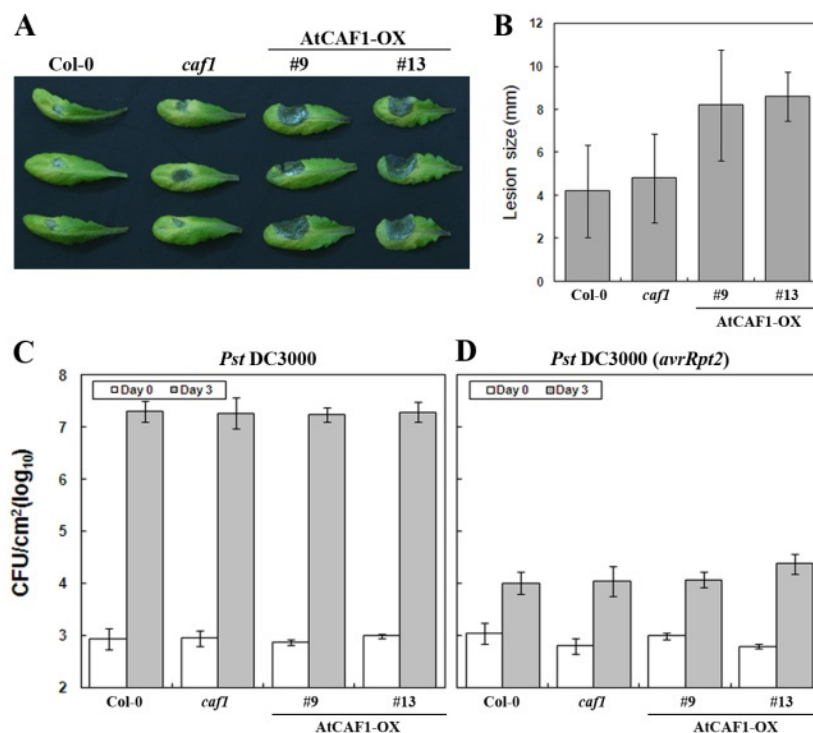 A
AtCAF1-OX
Col-0 caf1 #9 #13
B
Lesion size (mm)
12
10
8
6
4
2
0
Col-0 caf1 #9 #13
AtCAF1-OX
C
Pst DC3000
CFU/cm²(log₁₀)
8
7
6
5
4
3
2
Day 0 Day 3
Col-0 caf1 #9 #13
AtCAF1-OX
D
Pst DC3000 (avrRpt2)
Day 0 Day 3
Col-0 caf1 #9 #13
AtCAF1-OX